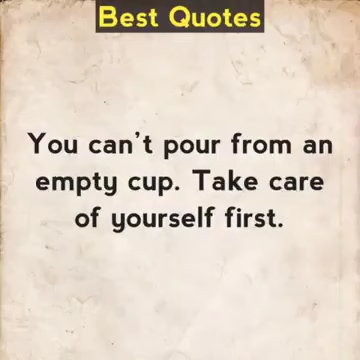 Best Quotes
You can't pour from an
empty cup. Take care
of yourself first.